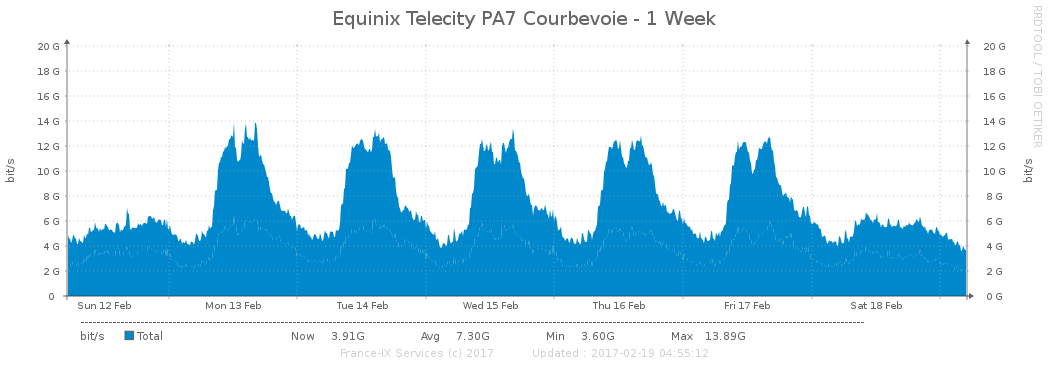 Equinix Telecity PA7 Courbevoie - 1 Week
RRDTOOL / TOBI OETIKER
bit/s
20 G 20 G
18 G 18 G
16 G 16 G
14 G 14 G
12 G 12 G
10 G 10 G
8 G 8 G
6 G 6 G
4 G 4 G
2 G 2 G
0 0 G
bit/s
Sun 12 Feb Mon 13 Feb Tue 14 Feb Wed 15 Feb Thu 16 Feb Fri 17 Feb Sat 18 Feb
bit/s Total Now 3.91G Avg 7.30G Min 3.60G Max 13.89G
France-IX Services (c) 2017 Updated : 2017-02-19 04:55:12